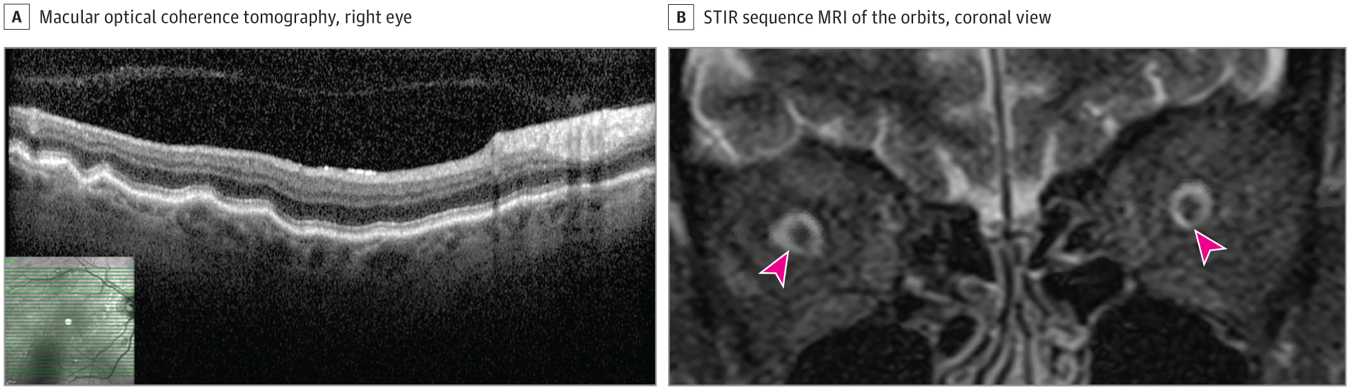 A Macular optical coherence tomography, right eye
B STIR sequence MRI of the orbits, coronal view